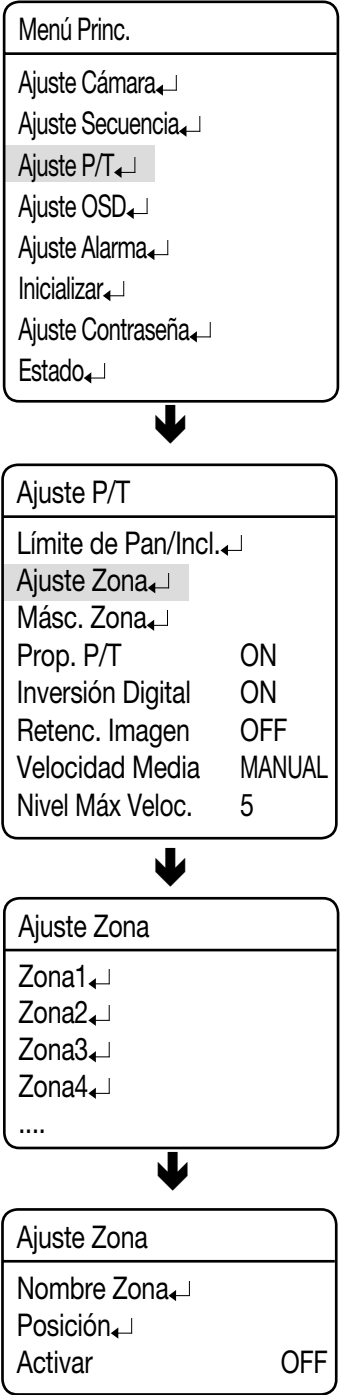 Menú Princ.
Ajuste Cámara↵
Ajuste Secuencia↵
Ajuste P/T↵
Ajuste OSD↵
Ajuste Alarma↵
Inicializar↵
Ajuste Contraseña↵
Estado↵
Ajuste P/T
Límite de Pan/Incl.↵
Ajuste Zona↵
Másc. Zona↵
Prop. P/T ON
Inversión Digital ON
Retenc. Imagen OFF
Velocidad Media MANUAL
Nivel Máx Veloc. 5
Ajuste Zona
Zona1↵
Zona2↵
Zona3↵
Zona4↵
....
Ajuste Zona
Nombre Zona↵
Posición↵
Activar OFF